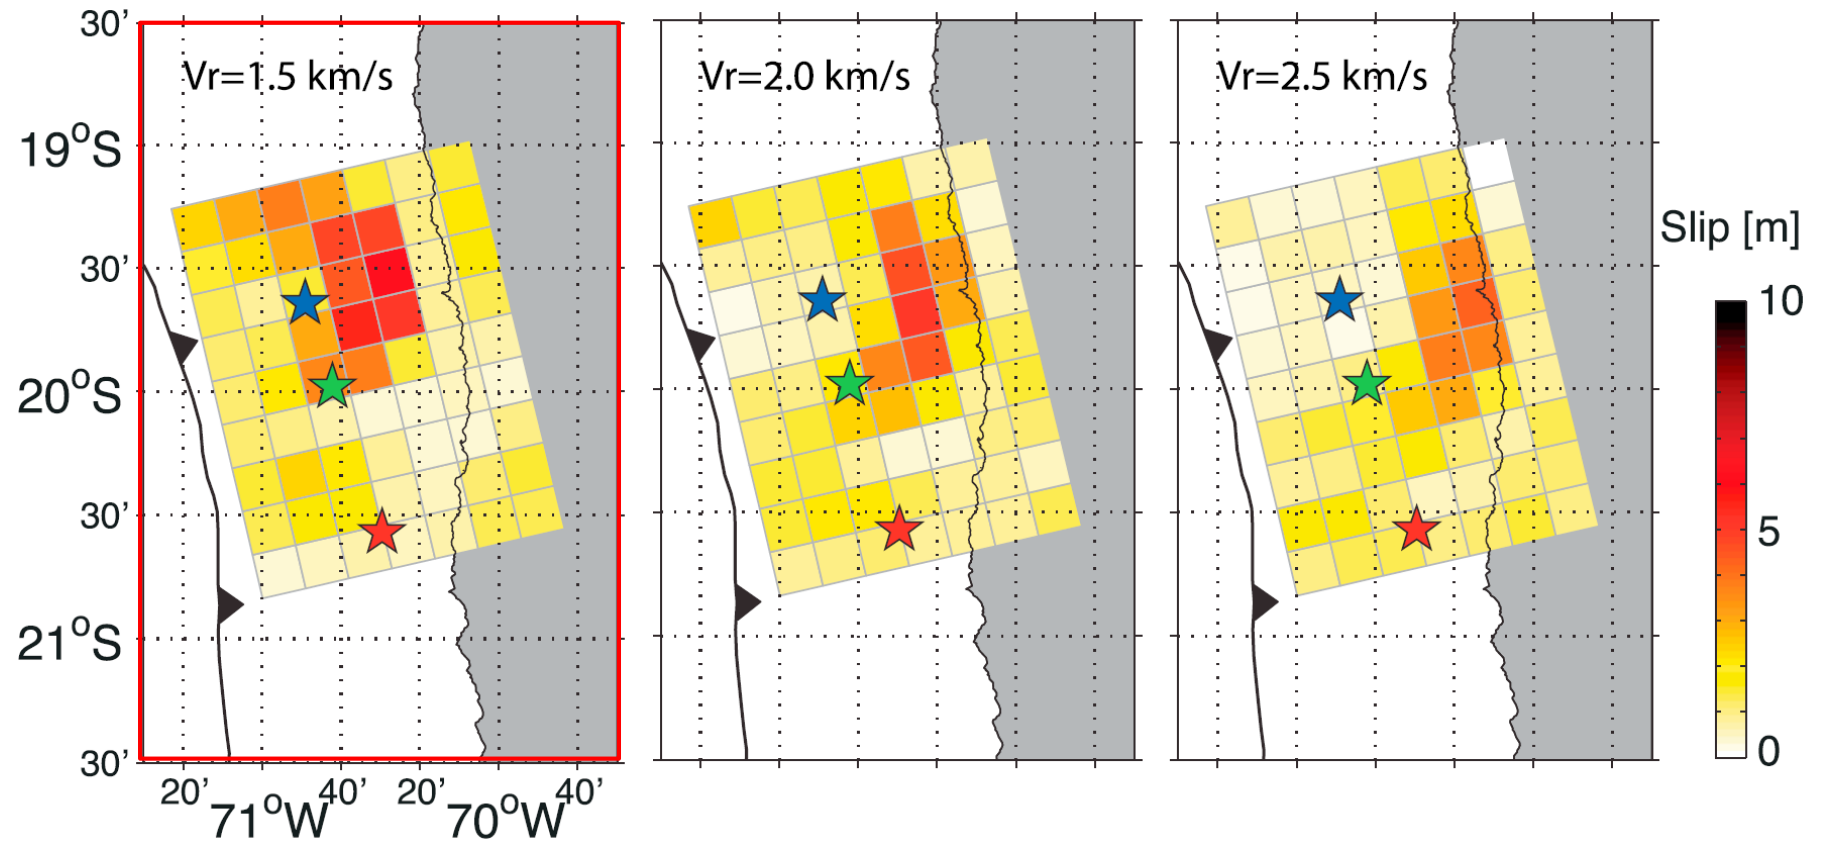 30’
Vr=1.5 km/s
Vr=2.0 km/s
Vr=2.5 km/s
19°S
Slip [m]
30’
10
20°S
30’
5
21°S
30’
0
20’
71°W
40’
20’
70°W
40’